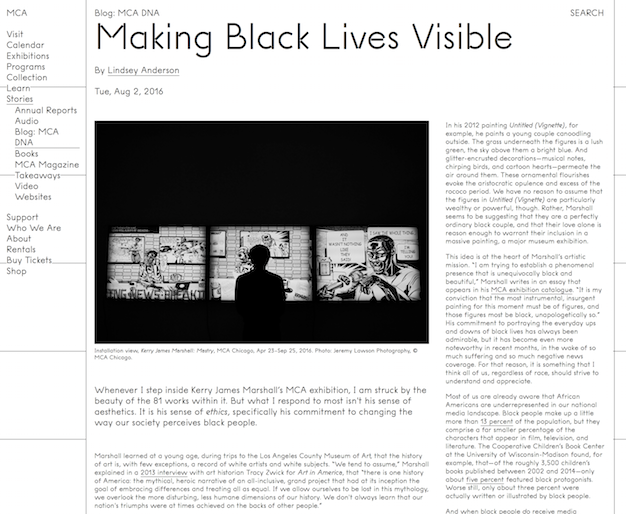 MCA
Visit
Calendar
Exhibitions
Programs
Collection
Learn
Stories
Annual Reports
Audio
Blog: MCA
DNA
Books
MCA Magazine
Takeaways
Video
Websites
Support
Who We Are
About
Rentals
Buy Tickets
Shop
Blog: MCA DNA
SEARCH
Making Black Lives Visible
By Lindsey Anderson
Tue, Aug 2, 2016
Installation view, Kerry James Marshall: Mastry, MCA Chicago, Apr 23–Sep 25, 2016. Photo: Jeremy Lawson Photography, ©
MCA Chicago.
Whenever I step inside Kerry James Marshall's MCA exhibition, I am struck by the
beauty of the 81 works within it. But what I respond to most isn't his sense of
aesthetics. It is his sense of ethics, specifically his commitment to changing the
way our society perceives black people.
Marshall learned at a young age, during trips to the Los Angeles County Museum of Art, that the history
of art is, with few exceptions, a record of white artists and white subjects. "We tend to assume," Marshall
explained in a 2013 interview with art historian Tracy Zwick for Art in America, that "there is one history
of America: the mythical, heroic narrative of an all-inclusive, grand project that had at its inception the
goal of embracing differences and treating all as equal. If we allow ourselves to be lost in this mythology,
we overlook the more disturbing, less humane dimensions of our history. We don't always learn that our
nation's triumphs were at times achieved on the backs of other people."
In his 2012 painting Untitled (Vignette), for
example, he paints a young couple canoodling
outside. The grass underneath the figures is a lush
green, the sky above them a bright blue. And
glitter-encrusted decorations—musical notes,
chirping birds, and cartoon hearts—permeate the
air around them. These ornamental flourishes
evoke the aristocratic opulence and excess of the
rococo period. We have no reason to assume that
the figures in Untitled (Vignette) are particularly
wealthy or powerful, though. Rather, Marshall
seems to be suggesting that they are a perfectly
ordinary black couple, and that their love alone is
reason enough to warrant their inclusion in a
massive painting, a major museum exhibition.
This idea is at the heart of Marshall's artistic
mission. "I am trying to establish a phenomenal
presence that is unequivocally black and
beautiful," Marshall writes in an essay that
appears in his MCA exhibition catalogue. "It is my
conviction that the most instrumental, insurgent
painting for this moment must be of figures, and
those figures must be black, unapologetically so."
His commitment to portraying the everyday ups
and downs of black lives has always been
admirable, but it has become even more
noteworthy in recent months, in the wake of so
much suffering and so much negative news
coverage. For that reason, it is something that I
think all of us, regardless of race, should strive to
understand and appreciate.
Most of us are already aware that African
Americans are underrepresented in our national
media landscape. Black people make up a little
more than 13 percent of the population, but they
comprise a far smaller percentage of the
characters that appear in film, television, and
literature. The Cooperative Children's Book Center
at the University of Wisconsin-Madison found, for
example, that—of the roughly 3,500 children's
books published between 2002 and 2014—only
about five percent featured black protagonists.
Worse still, only about three percent were
actually written or illustrated by black people.
And when black people do receive media